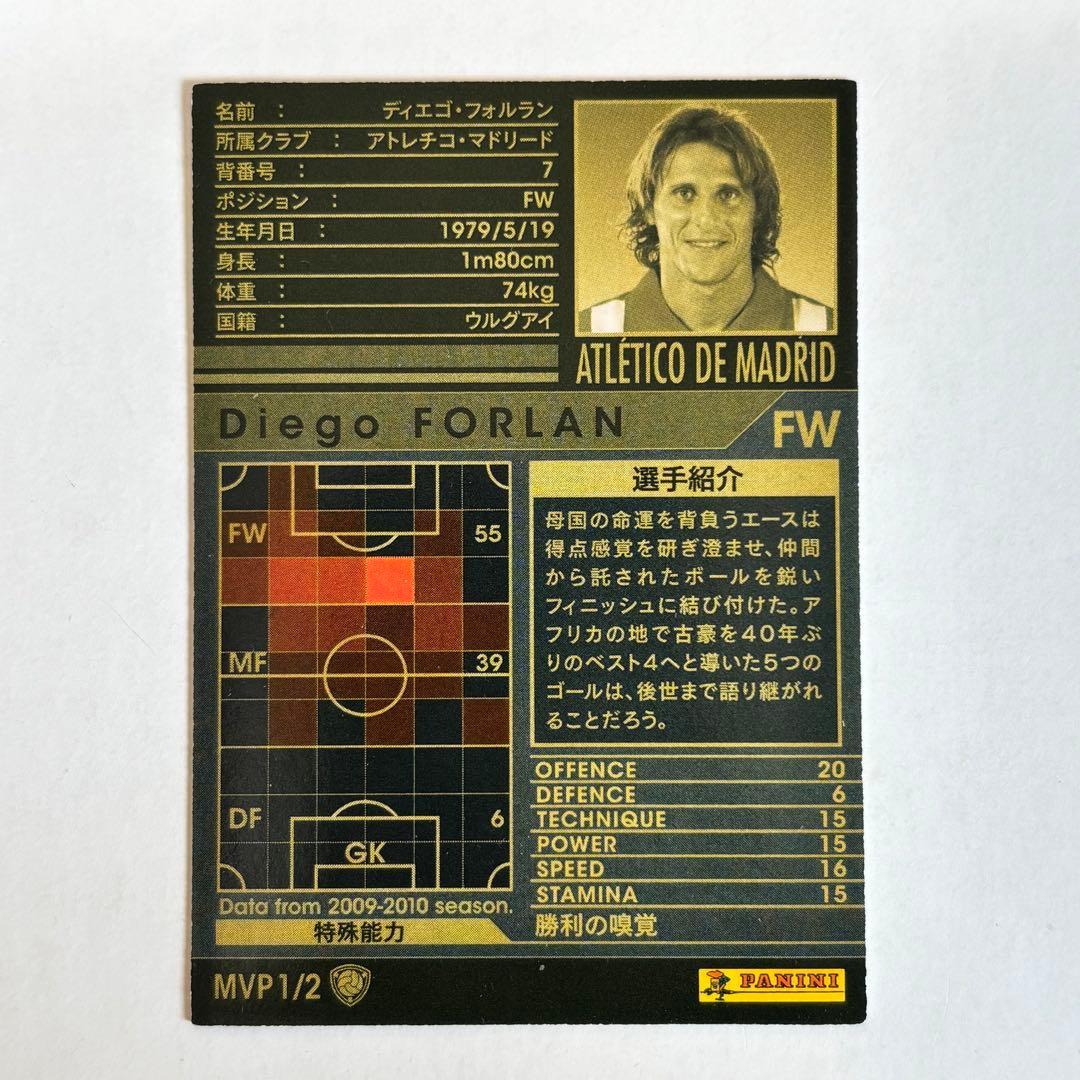 名前 : ディエゴ・フォルラン
所属クラブ : アトレチコ・マドリード
背番号 : 7
ポジション : FW
生年月日 : 1979/5/19
身長 : 1m80cm
体重 : 74kg
国籍 : ウルグアイ
ATLÉTICO DE MADRID
Diego FORLAN
FW
FW 55
MF 39
DF 6
GK
Data from 2009-2010 season.
選手紹介
母国の命運を背負うエースは
得点感覚を研ぎ澄ませ、仲間
から託されたボールを鋭い
フィニッシュに結び付けた。ア
フリカの地で古豪を40年ぶ
りのベスト4へと導いた5つの
ゴールは、後世まで語り継がれ
ることだろう。
OFFENCE 20
DEFENCE 6
TECHNIQUE 15
POWER 15
SPEED 16
STAMINA 15
特殊能力
勝利の嗅覚
MVP 1/2
PANINI